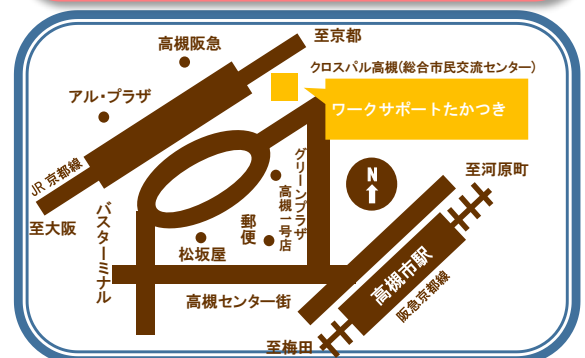 至京都
高槻阪急
クロスパル高槻(総合市民交流センター)
アル・プラザ
ワークサポートたかつき
JR 京都線
至大阪
バスターミナル
グリーンプラザ
高槻一号店
郵便
松坂屋
N
至河原町
高槻市駅
阪急京都線
高槻センター街
至梅田